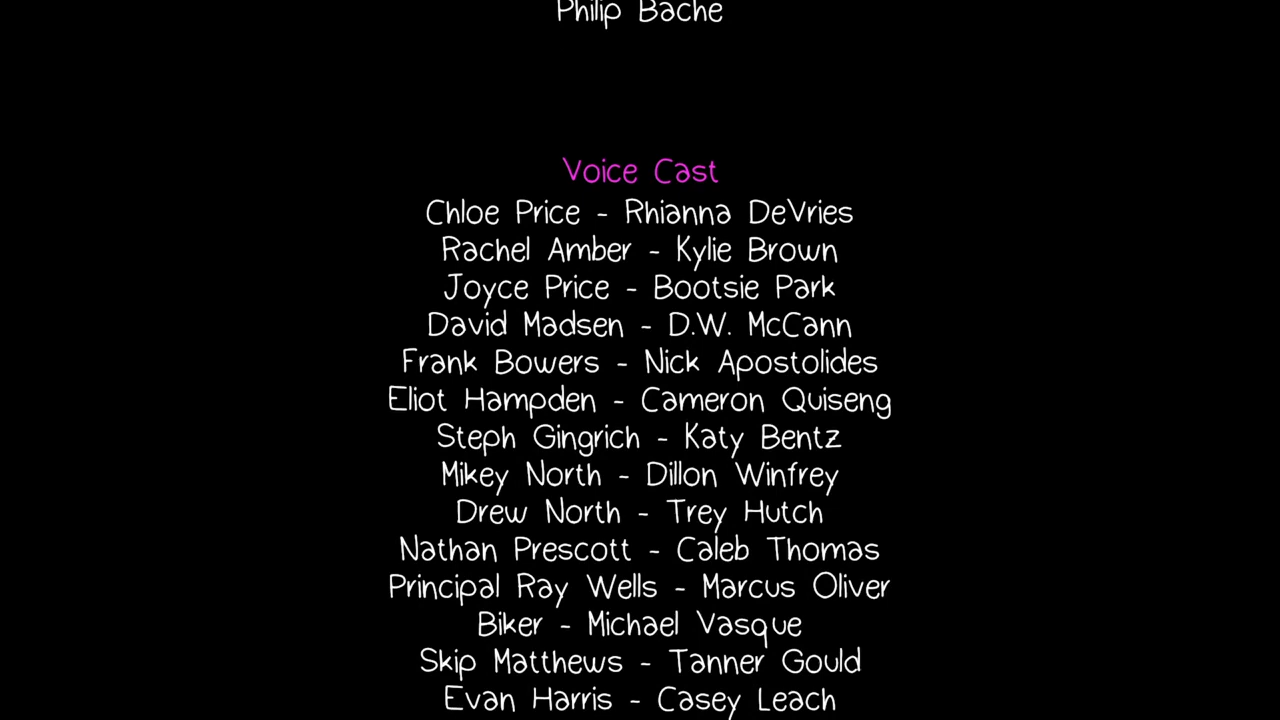 Philip Bache
Voice Cast
Chloe Price - Rhianna DeVries
Rachel Amber - Kylie Brown
Joyce Price - Bootsie Park
David Madsen - D.W. McCann
Frank Bowers - Nick Apostolides
Eliot Hampden - Cameron Quiseng
Steph Gingrich - Katy Bentz
Mikey North - Dillon Winfrey
Drew North - Trey Hutch
Nathan Prescott - Caleb Thomas
Principal Ray Wells - Marcus Oliver
Biker - Michael Vasque
Skip Matthews - Tanner Gould
Evan Harris - Casey Leach